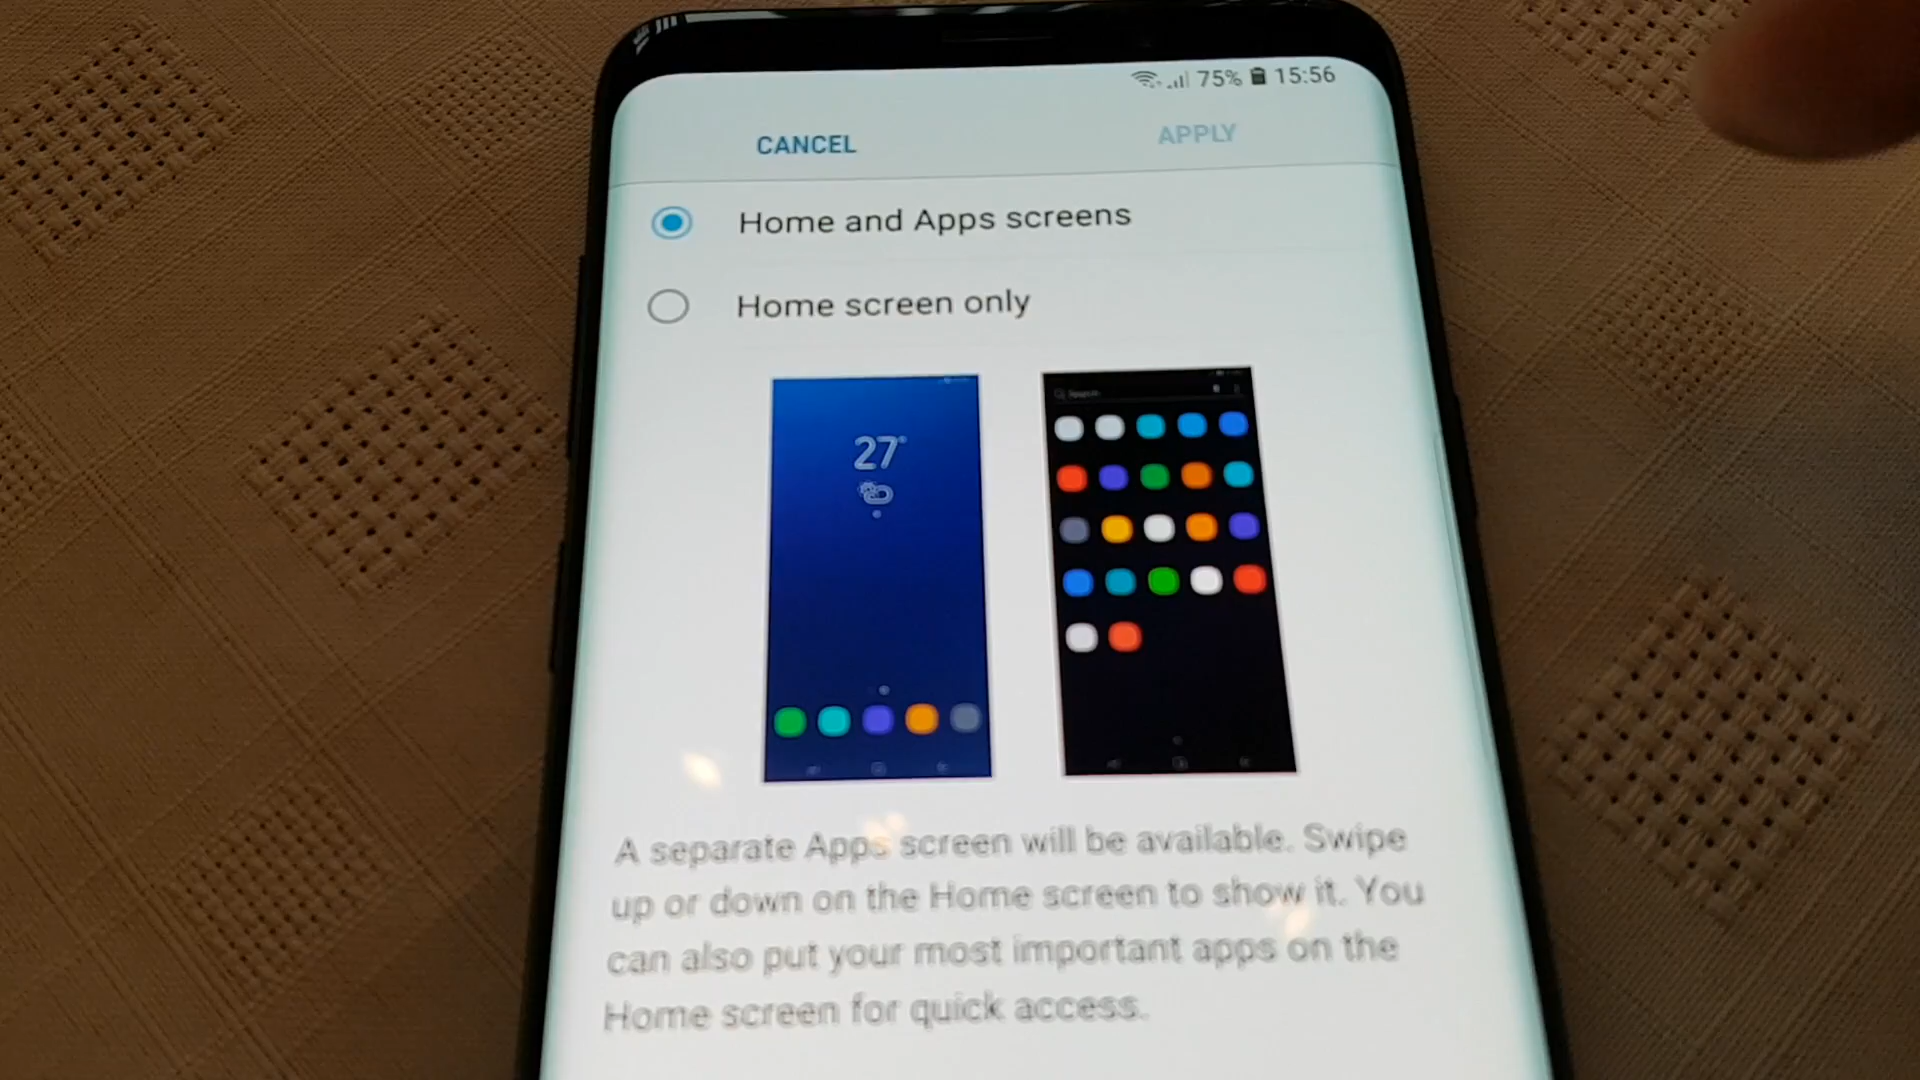 75% 15:56
CANCEL APPLY
Home and Apps screens
Home screen only
27°
A separate Apps screen will be available. Swipe
up or down on the Home screen to show it. You
can also put your most important apps on the
Home screen for quick access.